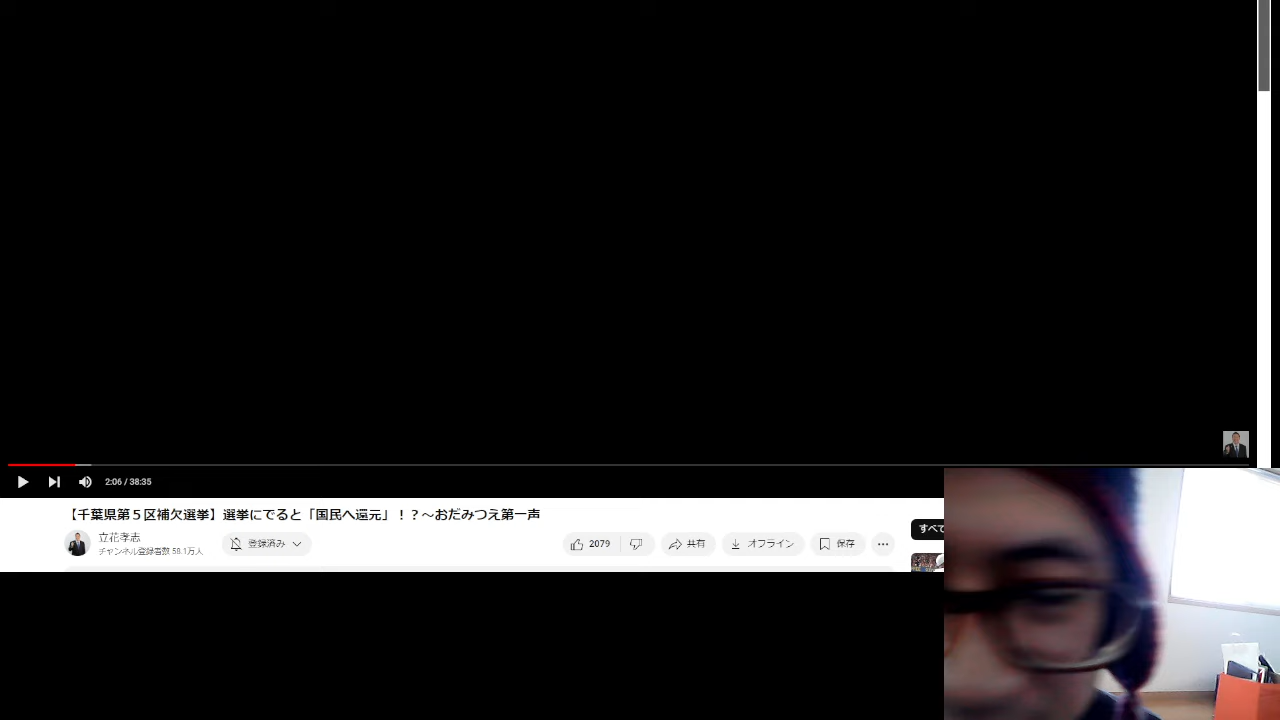 2:06 / 38:35
【千葉県第５区補欠選挙】選挙にでると「国民へ還元」！？～おだみつえ第一声
立花孝志
チャンネル登録者数 58.1万人
登録済み
2079
共有
オフライン
保存
すべて